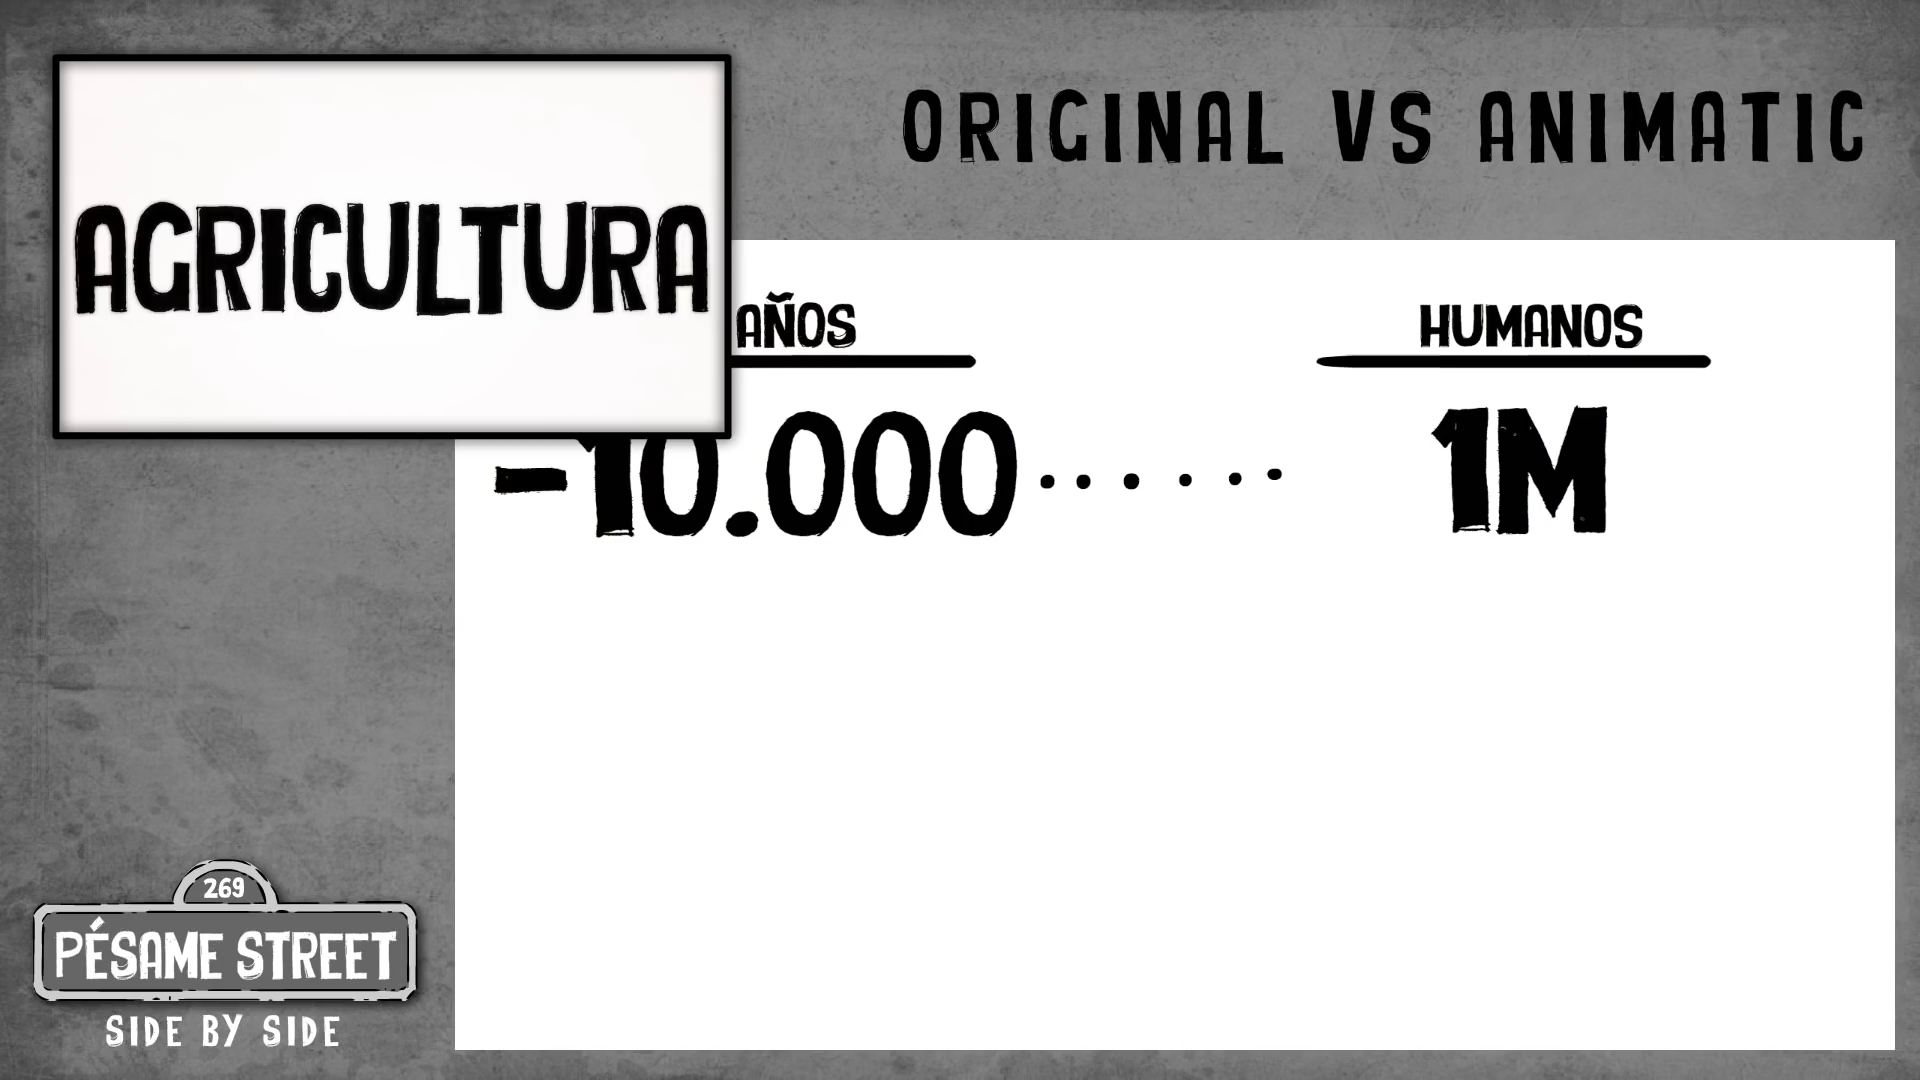 ORIGINAL VS ANIMATIC
AGRICULTURA
AÑOS
HUMANOS
-10.000 ...... 1M
269
PÉSAME STREET
SIDE BY SIDE